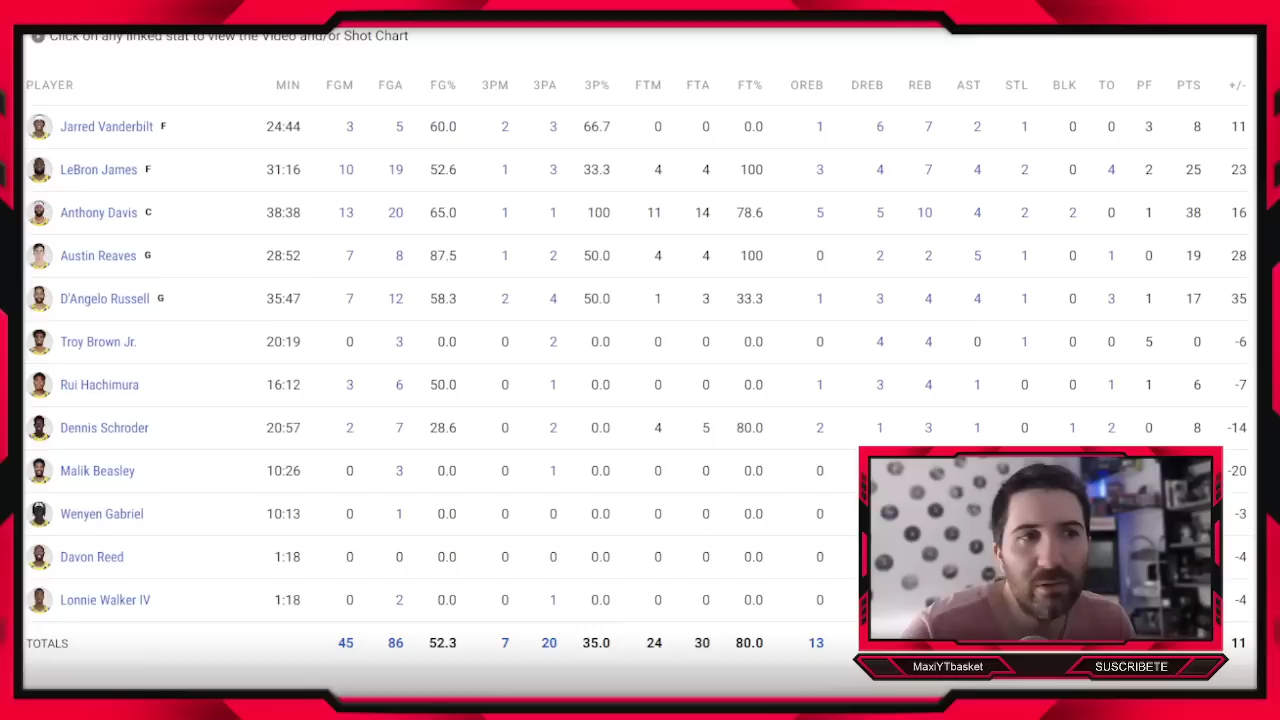 Click on any linked stat to view the Video and/or Shot Chart
PLAYER MIN FGM FGA FG% 3PM 3PA 3P% FTM FTA FT% OREB DREB REB AST STL BLK TO PF PTS +/-
Jarred Vanderbilt F 24:44 3 5 60.0 2 3 66.7 0 0 0.0 1 6 7 2 1 0 0 3 8 11
LeBron James F 31:16 10 19 52.6 1 3 33.3 4 4 100 3 4 7 4 2 0 4 2 25 23
Anthony Davis C 38:38 13 20 65.0 1 1 100 11 14 78.6 5 5 10 4 2 2 0 1 38 16
Austin Reaves G 28:52 7 8 87.5 1 2 50.0 4 4 100 0 2 2 5 1 0 1 0 19 28
D'Angelo Russell G 35:47 7 12 58.3 2 4 50.0 1 3 33.3 1 3 4 4 1 0 3 1 17 35
Troy Brown Jr. 20:19 0 3 0.0 0 2 0.0 0 0 0.0 0 4 4 0 1 0 0 5 0 -6
Rui Hachimura 16:12 3 6 50.0 0 1 0.0 0 0 0.0 1 3 4 1 0 0 1 1 6 -7
Dennis Schroder 20:57 2 7 28.6 0 2 0.0 4 5 80.0 2 1 3 1 0 1 2 0 8 -14
Malik Beasley 10:26 0 3 0.0 0 1 0.0 0 0 0.0 0 -20
Wenyen Gabriel 10:13 0 1 0.0 0 0 0.0 0 0 0.0 0 -3
Davon Reed 1:18 0 0 0.0 0 0 0.0 0 0 0.0 0 -4
Lonnie Walker IV 1:18 0 2 0.0 0 1 0.0 0 0 0.0 0 -4
TOTALS 45 86 52.3 7 20 35.0 24 30 80.0 13 11
MaxiYTbasket SUSCRIBETE